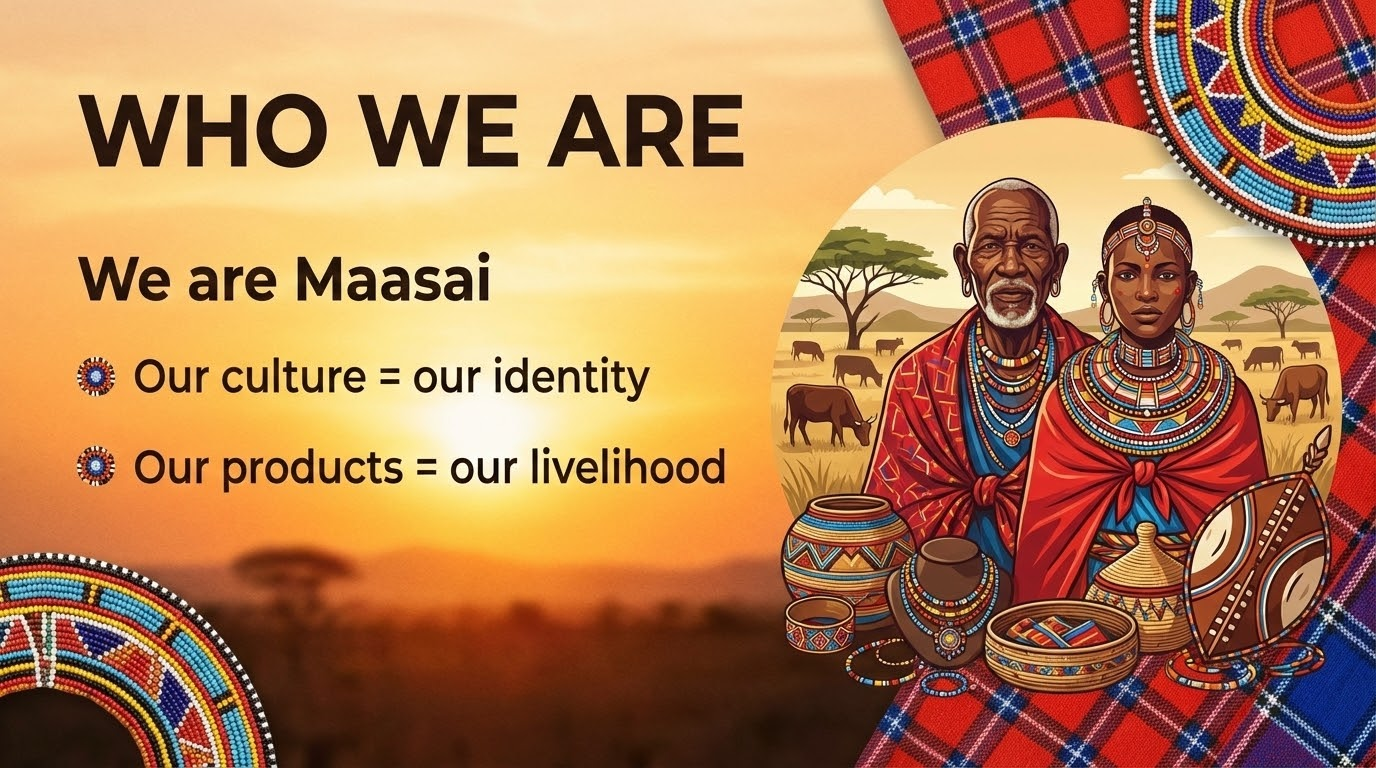 WHO WE ARE
We are Maasai
Our culture = our identity
Our products = our livelihood